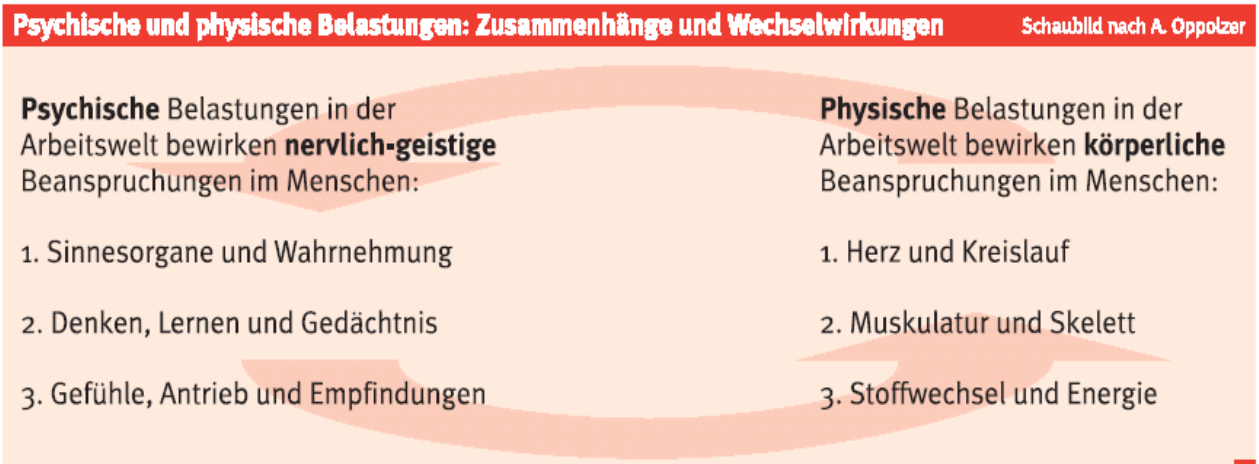 Psychische und physische Belastungen: Zusammenhänge und Wechselwirkungen
Schaubild nach A. Oppolzer
Psychische Belastungen in der
Arbeitswelt bewirken nervlich-geistige
Beanspruchungen im Menschen:
1. Sinnesorgane und Wahrnehmung
2. Denken, Lernen und Gedächtnis
3. Gefühle, Antrieb und Empfindungen
Physische Belastungen in der
Arbeitswelt bewirken körperliche
Beanspruchungen im Menschen:
1. Herz und Kreislauf
2. Muskulatur und Skelett
3. Stoffwechsel und Energie